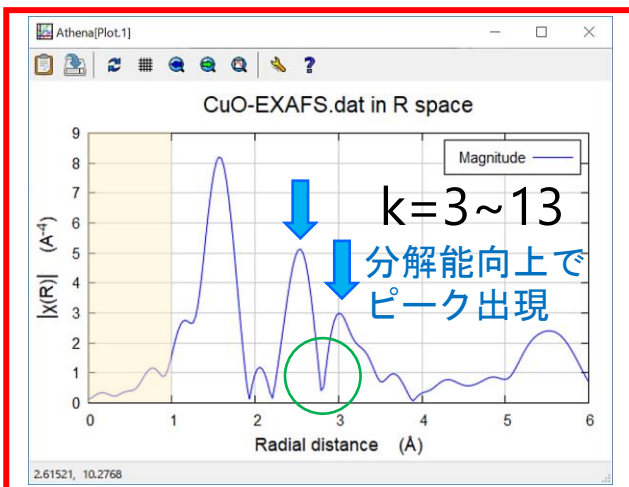 Athena[Plot.1]
CuO-EXAFS.dat in R space
Magnitude
k=3~13
分解能向上で
ピーク出現
|χ(R)| (Å⁻⁴)
9
8
7
6
5
4
3
2
1
0
0 1 2 3 4 5 6
Radial distance (Å)
2.61521, 10.2768